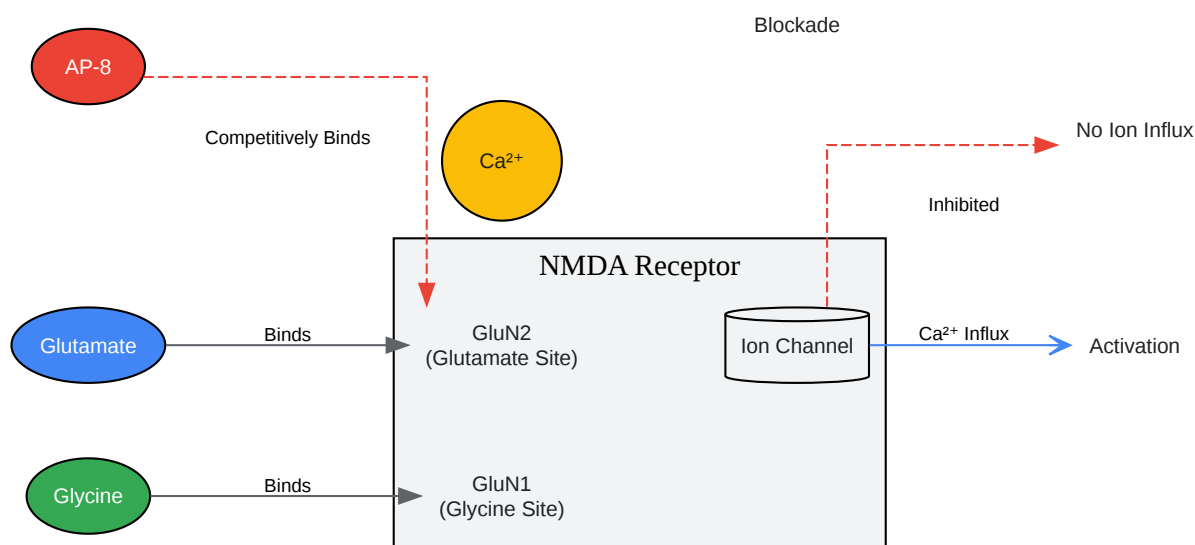 Blockade
AP-8
Competitively Binds
Ca²⁺
No Ion Influx
Inhibited
NMDA Receptor
Glutamate
Binds
GluN2
(Glutamate Site)
Ion Channel
Ca²⁺ Influx
Activation
Glycine
Binds
GluN1
(Glycine Site)